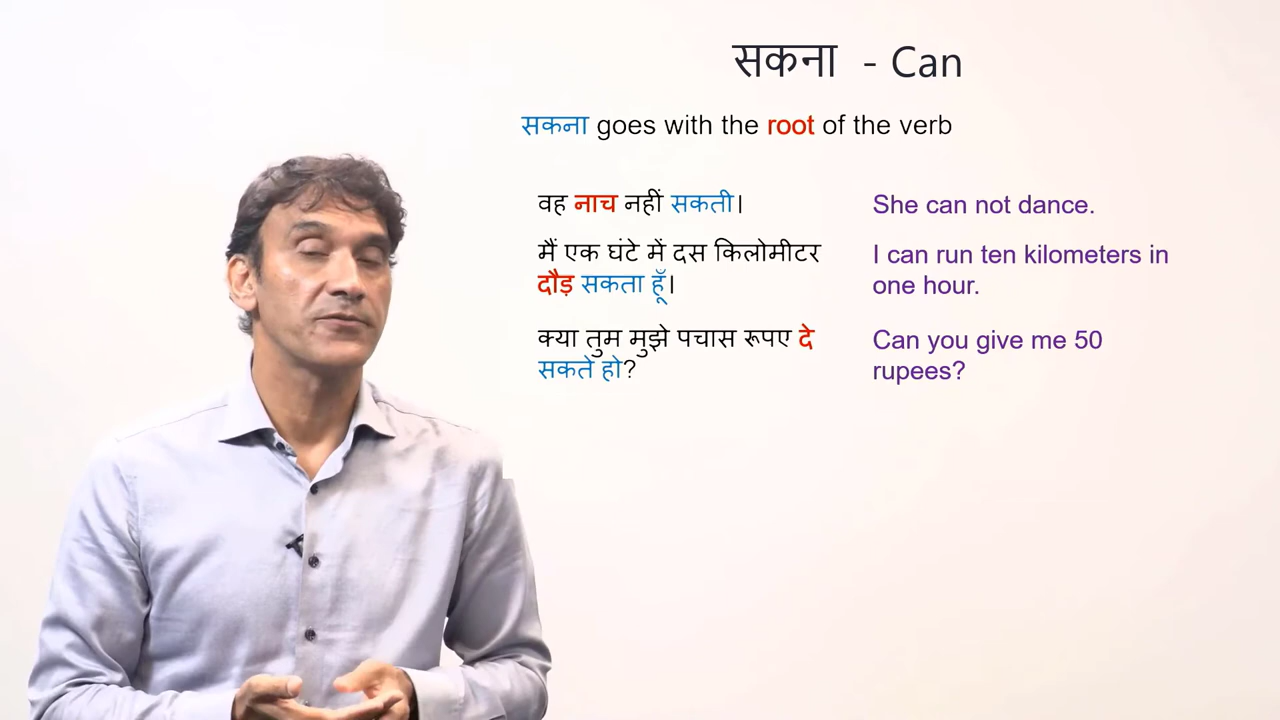 सकना - Can
सकना goes with the root of the verb
वह नाच नहीं सकती।
She can not dance.
मैं एक घंटे में दस किलोमीटर
दौड़ सकता हूँ।
I can run ten kilometers in
one hour.
क्या तुम मुझे पचास रूपए दे
सकते हो?
Can you give me 50
rupees?